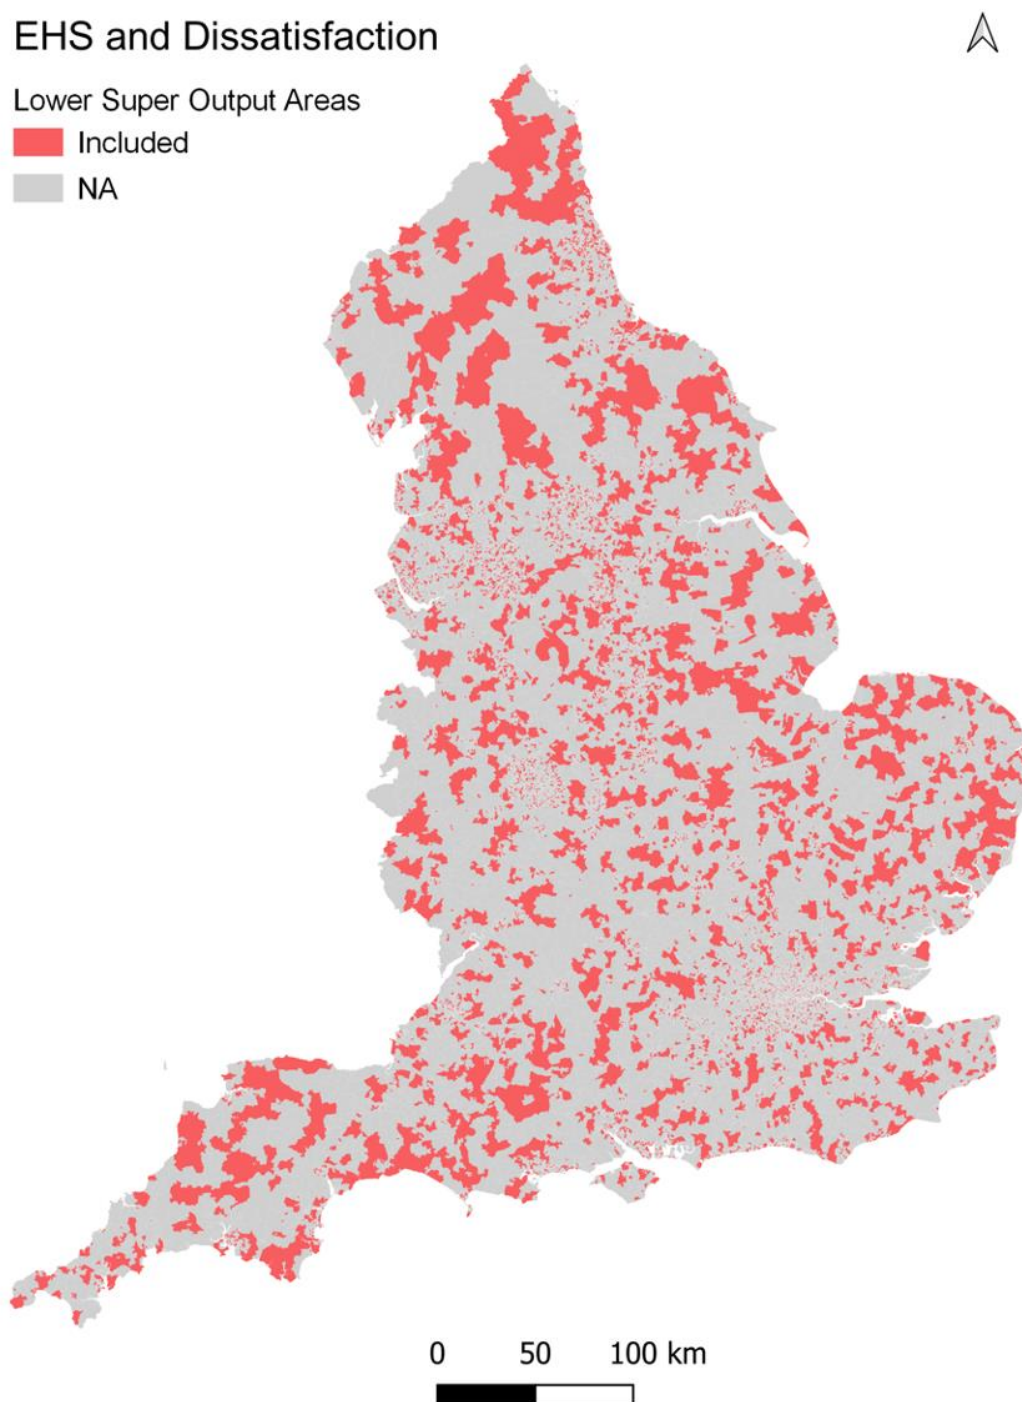 EHS and Dissatisfaction
Lower Super Output Areas
Included
NA
0 50 100 km